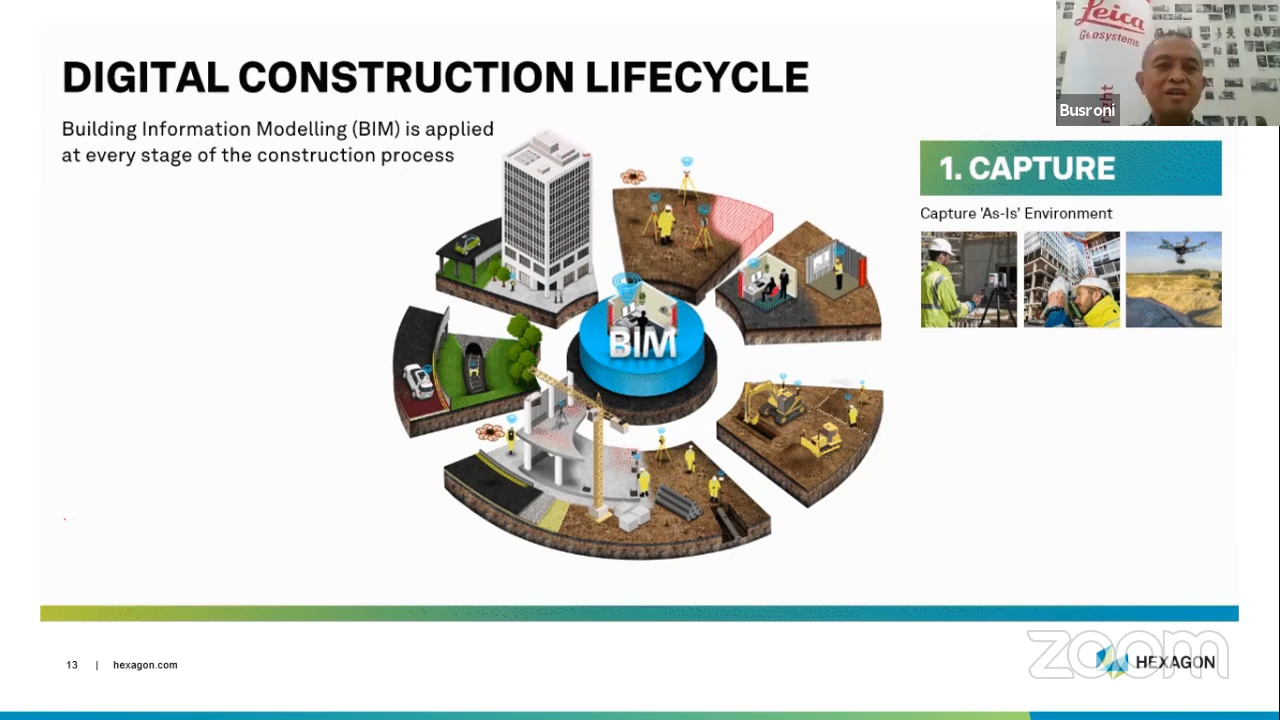 DIGITAL CONSTRUCTION LIFECYCLE
Building Information Modelling (BIM) is applied
at every stage of the construction process
Leica
Geosystems
Busroni
1. CAPTURE
Capture 'As-Is' Environment
BIM
13 | hexagon.com
zoom
HEXAGON